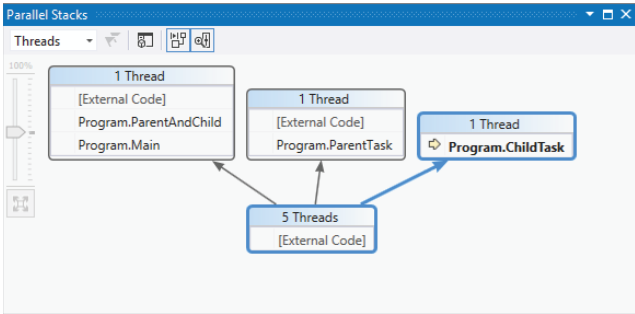 Parallel Stacks
Threads
100%
1 Thread
[External Code]
Program.ParentAndChild
Program.Main
1 Thread
[External Code]
Program.ParentTask
1 Thread
Program.ChildTask
5 Threads
[External Code]